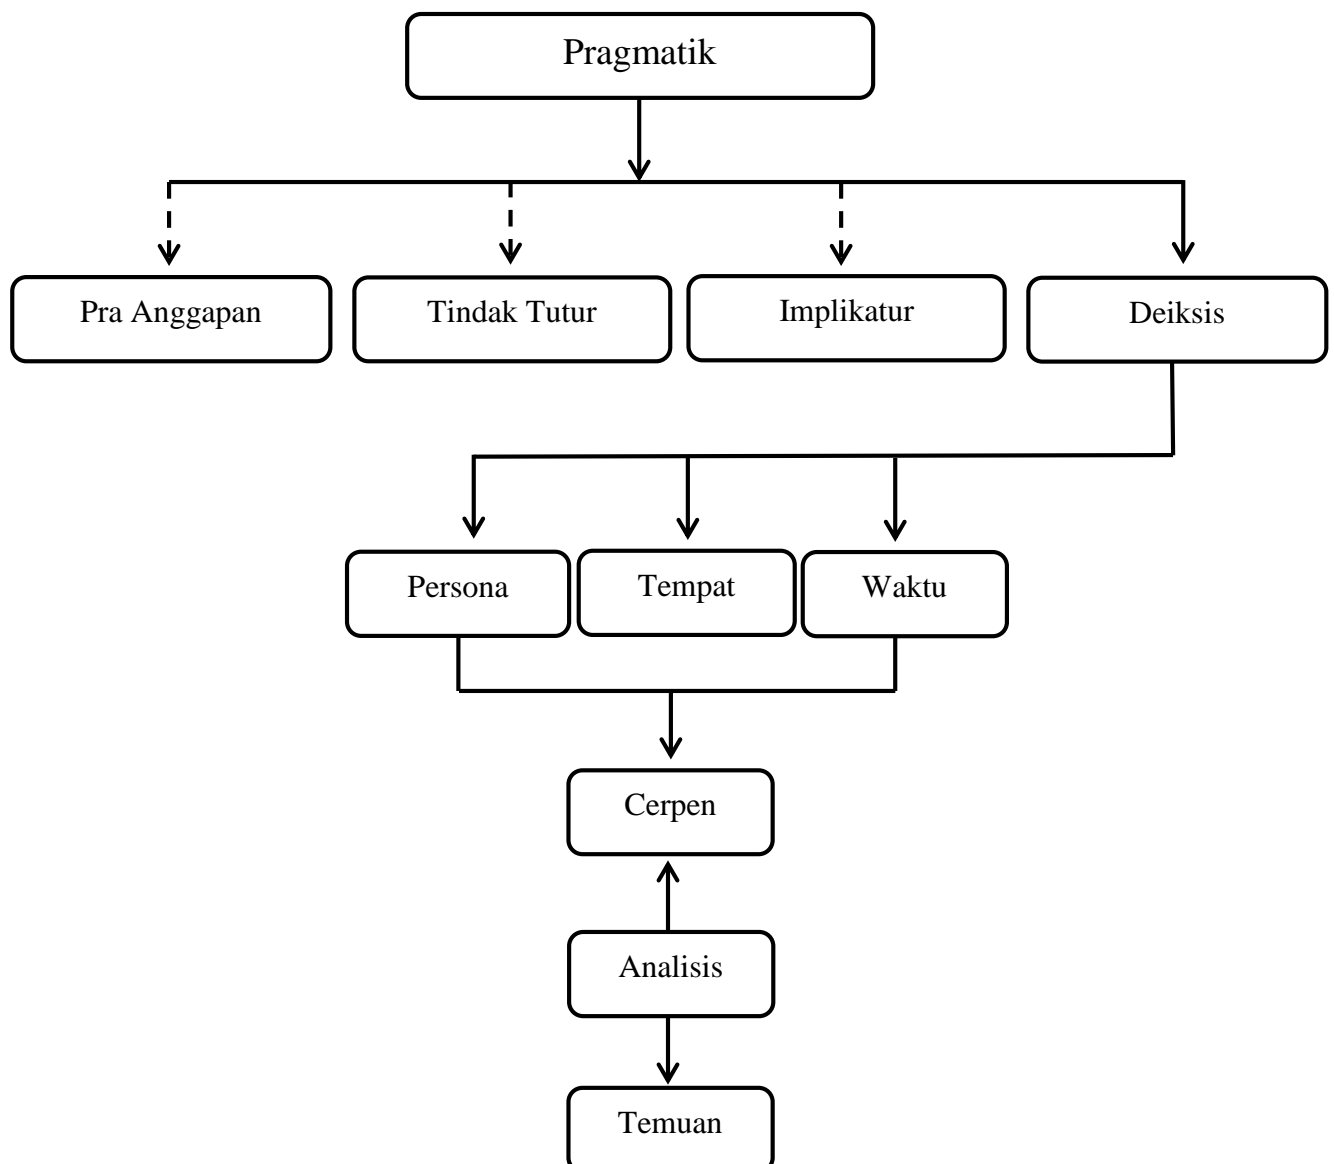 Pragmatik
Pra Anggapan
Tindak Tutur
Implikatur
Deiksis
Persona
Tempat
Waktu
Cerpen
Analisis
Temuan